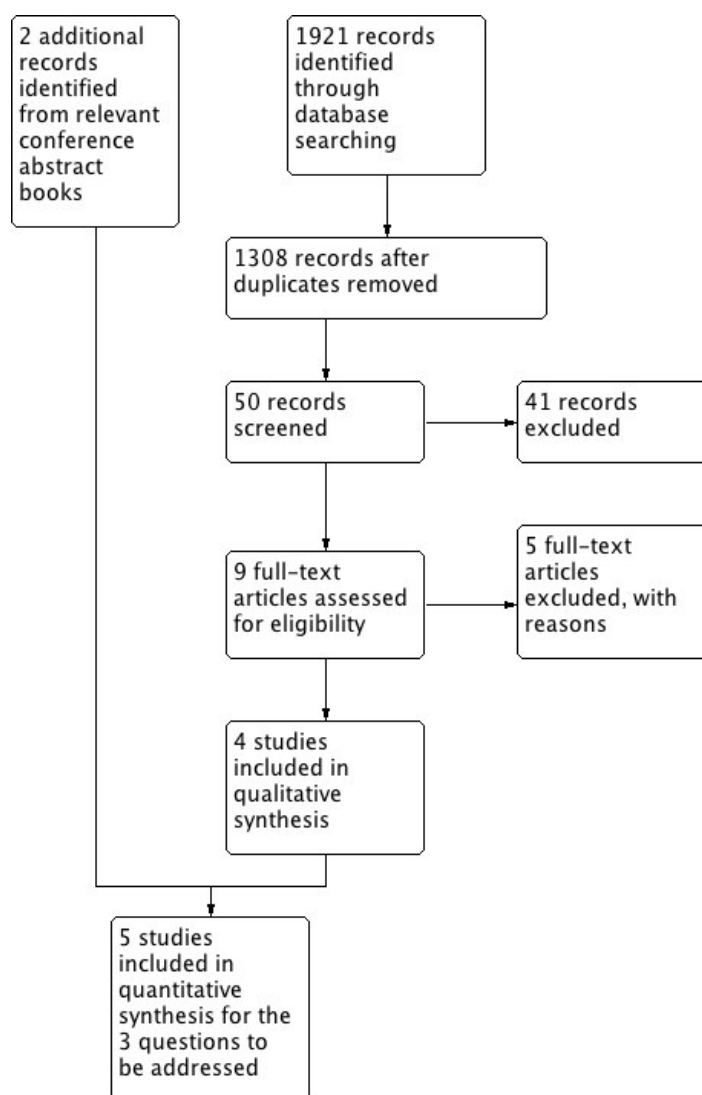 2 additional
records
identified
from relevant
conference
abstract
books
1921 records
identified
through
database
searching
1308 records after
duplicates removed
50 records
screened
41 records
excluded
9 full-text
articles assessed
for eligibility
5 full-text
articles
excluded, with
reasons
4 studies
included in
qualitative
synthesis
5 studies
included in
quantitative
synthesis for the
3 questions to
be addressed